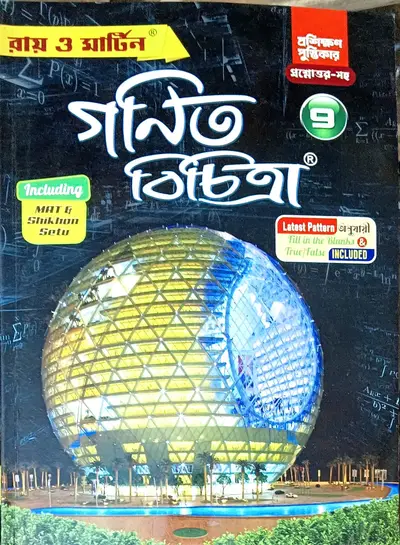 রায় ও মার্টিন®
প্রশিক্ষণ
পুস্তিকার
প্রশ্নোত্তর-সহ
9
গনিত
বিচিত্রা®
Including
MAT &
Shikhon
Setu
Latest Pattern অনুযায়ী
Fill in the Blanks &
True/False INCLUDED